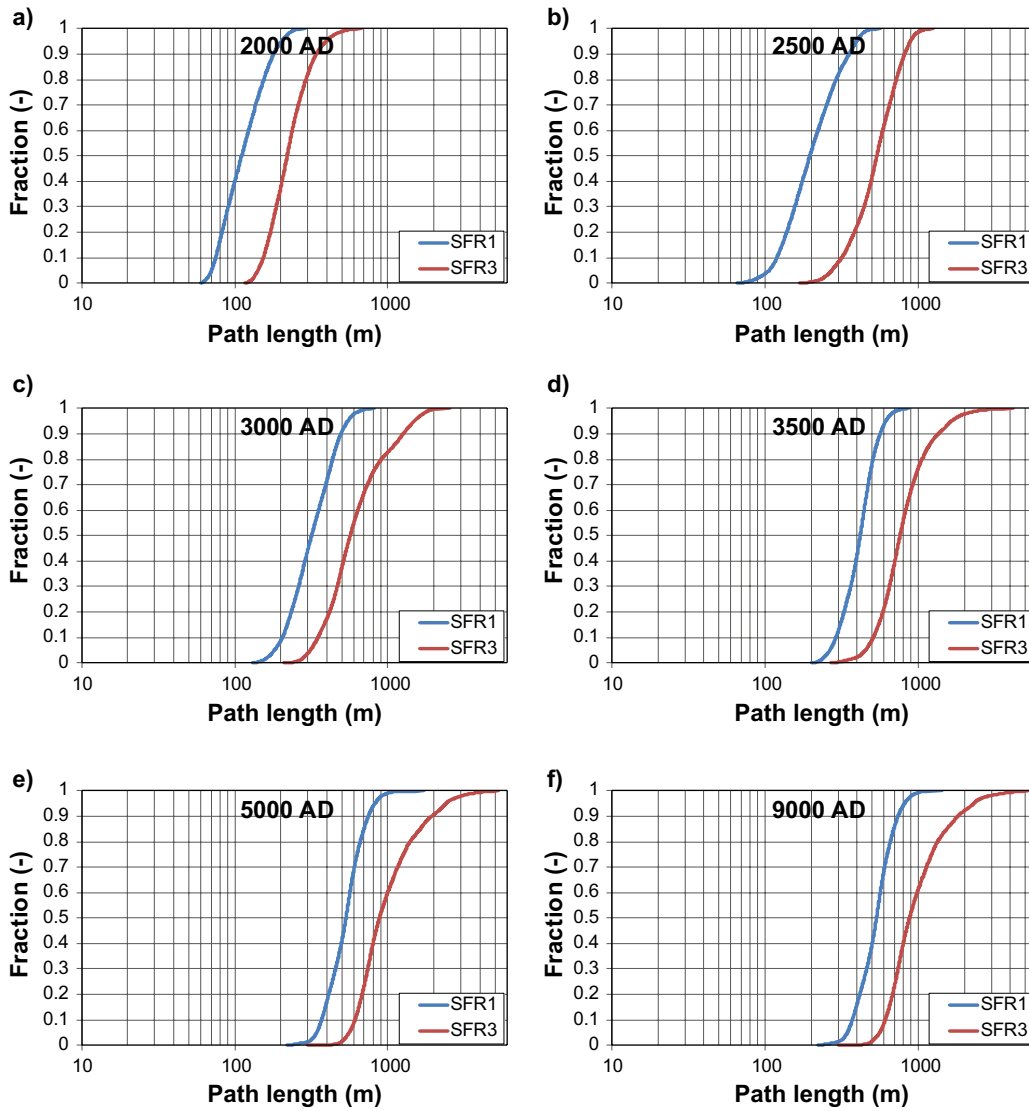 a)
2000 AD
Fraction (-)
1
0.9
0.8
0.7
0.6
0.5
0.4
0.3
0.2
0.1
0
SFR1
SFR3
10 100 1000
Path length (m)
b)
2500 AD
Fraction (-)
1
0.9
0.8
0.7
0.6
0.5
0.4
0.3
0.2
0.1
0
SFR1
SFR3
10 100 1000
Path length (m)
c)
3000 AD
Fraction (-)
1
0.9
0.8
0.7
0.6
0.5
0.4
0.3
0.2
0.1
0
SFR1
SFR3
10 100 1000
Path length (m)
d)
3500 AD
Fraction (-)
1
0.9
0.8
0.7
0.6
0.5
0.4
0.3
0.2
0.1
0
SFR1
SFR3
10 100 1000
Path length (m)
e)
5000 AD
Fraction (-)
1
0.9
0.8
0.7
0.6
0.5
0.4
0.3
0.2
0.1
0
SFR1
SFR3
10 100 1000
Path length (m)
f)
9000 AD
Fraction (-)
1
0.9
0.8
0.7
0.6
0.5
0.4
0.3
0.2
0.1
0
SFR1
SFR3
10 100 1000
Path length (m)